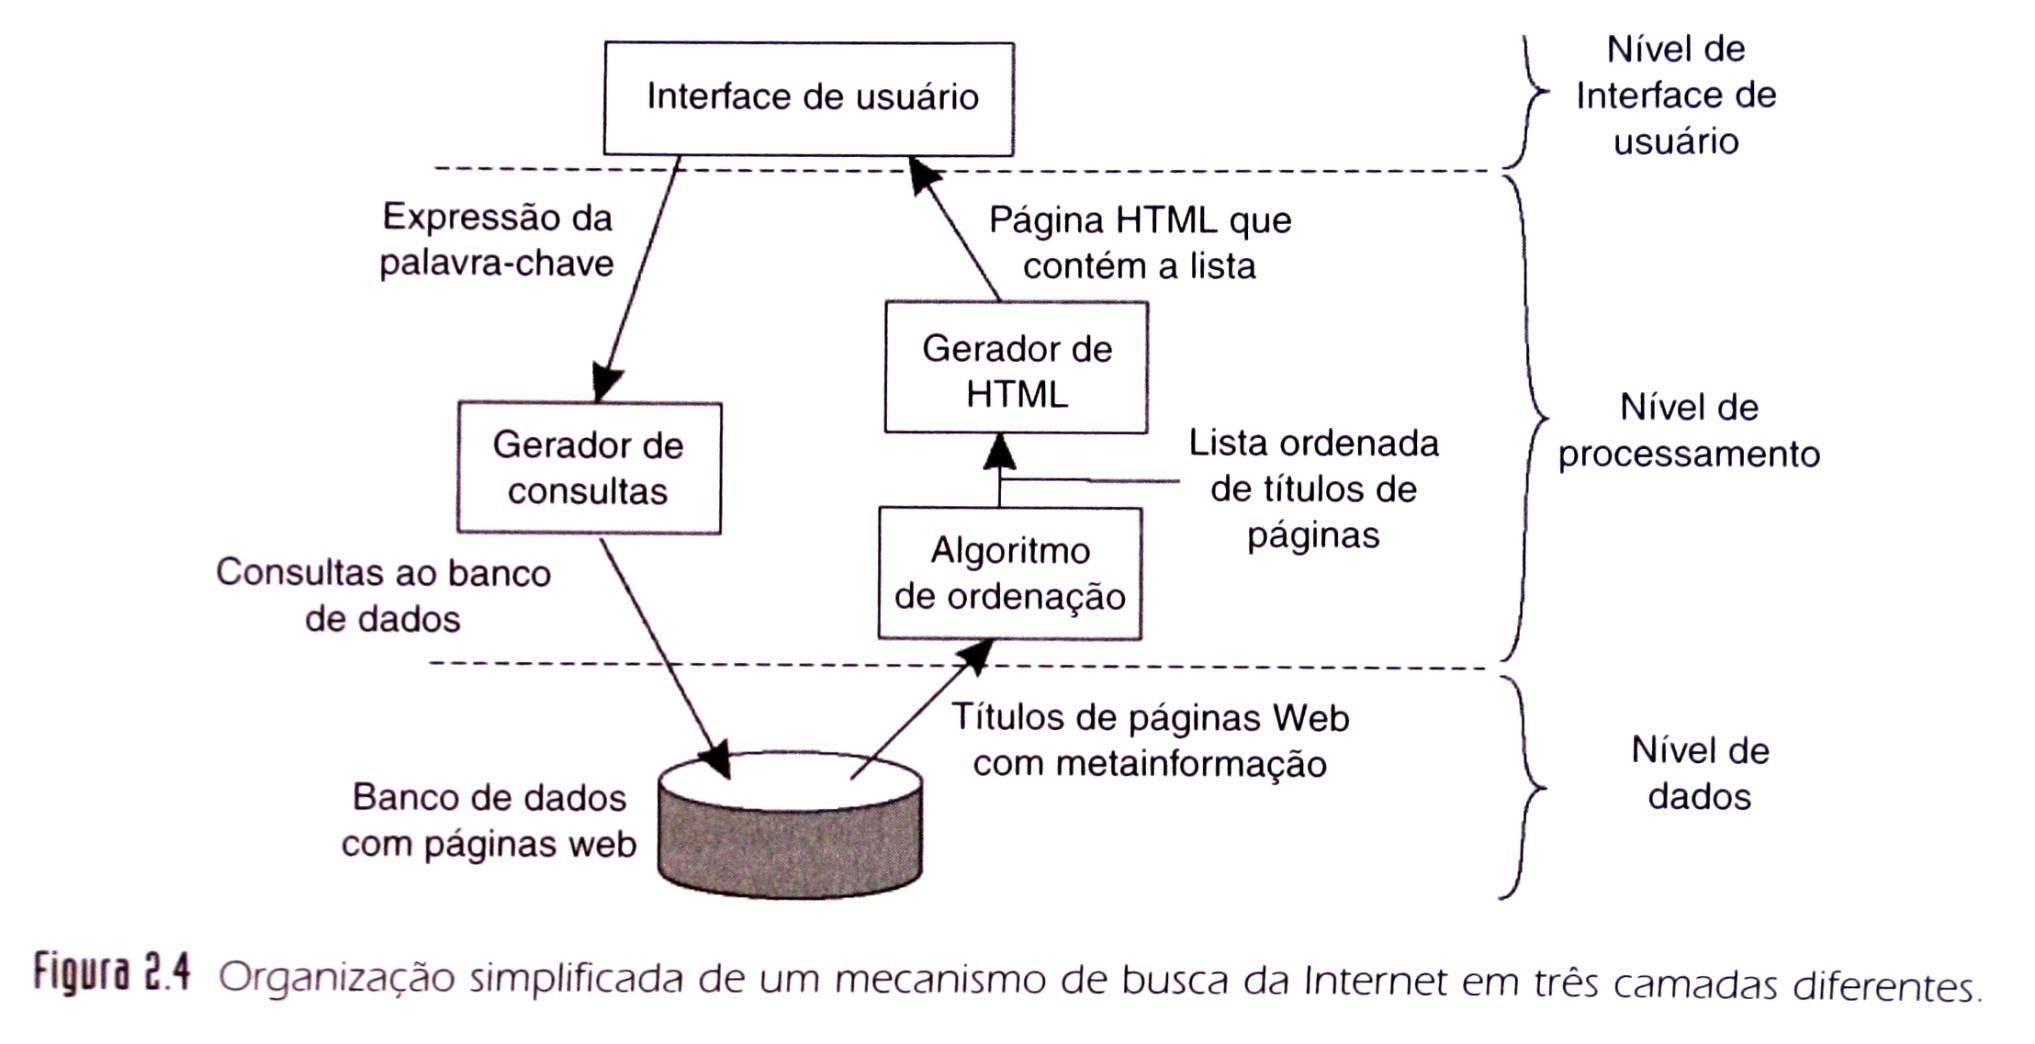 Interface de usuário
Nível de
Interface de
usuário
Expressão da
palavra-chave
Página HTML que
contém a lista
Gerador de
HTML
Gerador de
consultas
Lista ordenada
de títulos de
páginas
Nível de
processamento
Algoritmo
de ordenação
Consultas ao banco
de dados
Títulos de páginas Web
com metainformação
Banco de dados
com páginas web
Nível de
dados
Figura 2.4 Organização simplificada de um mecanismo de busca da Internet em três camadas diferentes.